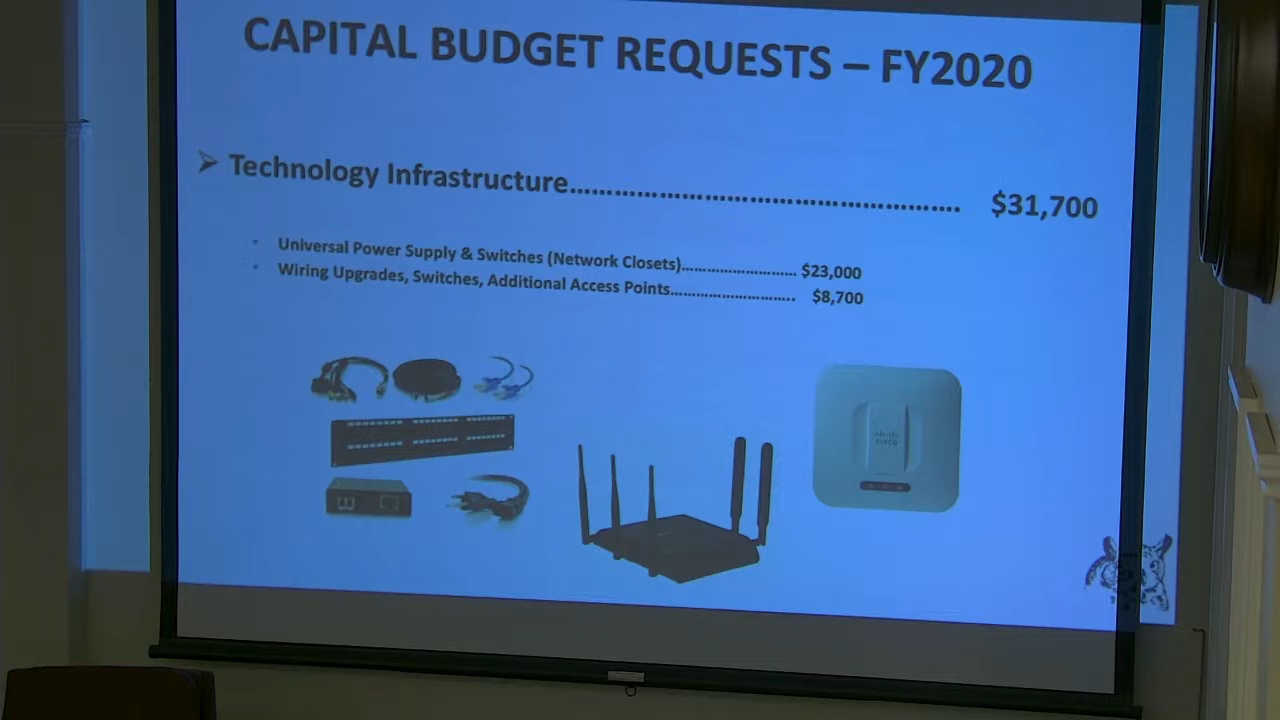 CAPITAL BUDGET REQUESTS – FY2020
➢ Technology Infrastructure................................................ $31,700
• Universal Power Supply & Switches (Network Closets)........................... $23,000
• Wiring Upgrades, Switches, Additional Access Points............................. $8,700
CISCO